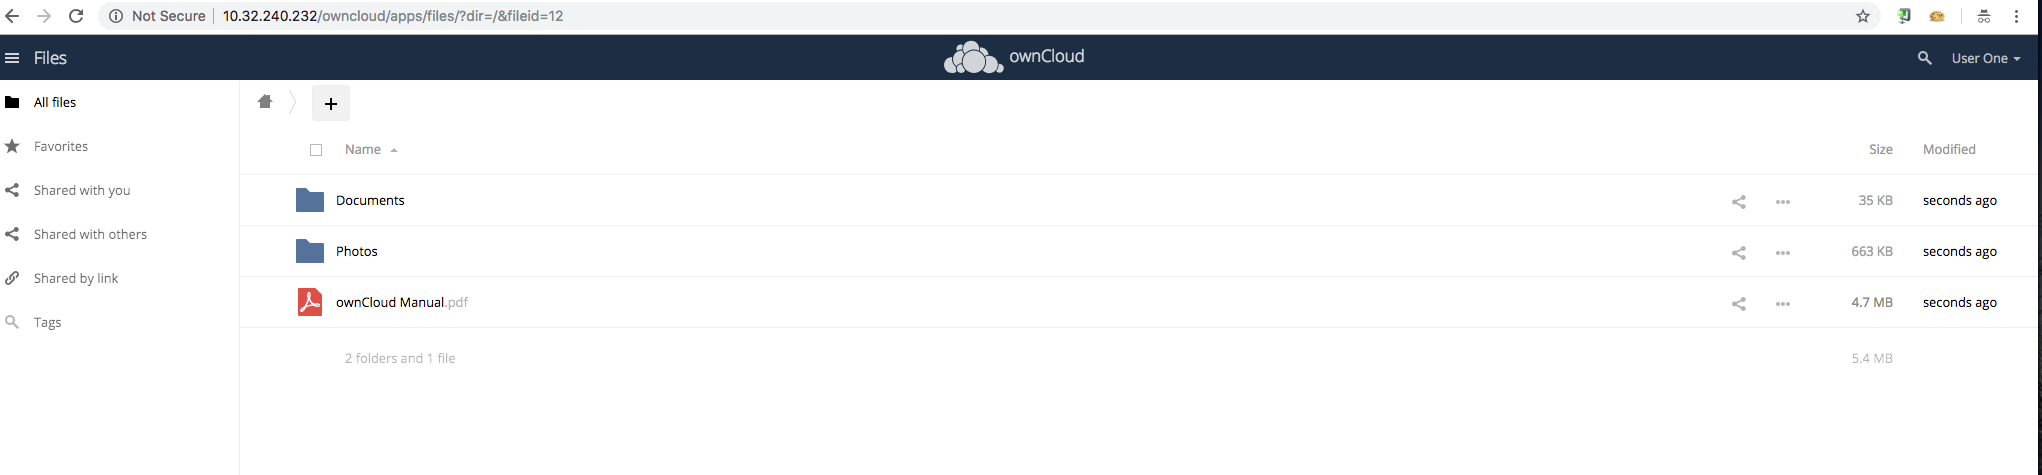 Not Secure 10.32.240.232/owncloud/apps/files/?dir=/&fileid=12
Files ownCloud User One
All files
Favorites
Shared with you
Shared with others
Shared by link
Tags
Name Size Modified
Documents 35 KB seconds ago
Photos 663 KB seconds ago
ownCloud Manual.pdf 4.7 MB seconds ago
2 folders and 1 file 5.4 MB